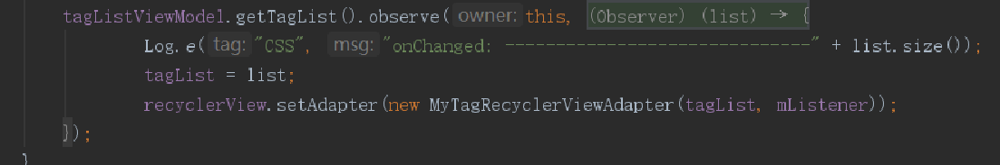 tagListViewModel.getTagList().observe( owner: this, (Observer) (list) → {
Log.e( tag: "CSS", msg: "onChanged: ------------------------------" + list.size());
tagList = list;
recyclerView.setAdapter(new MyTagRecyclerViewAdapter(tagList, mListener));
});
}